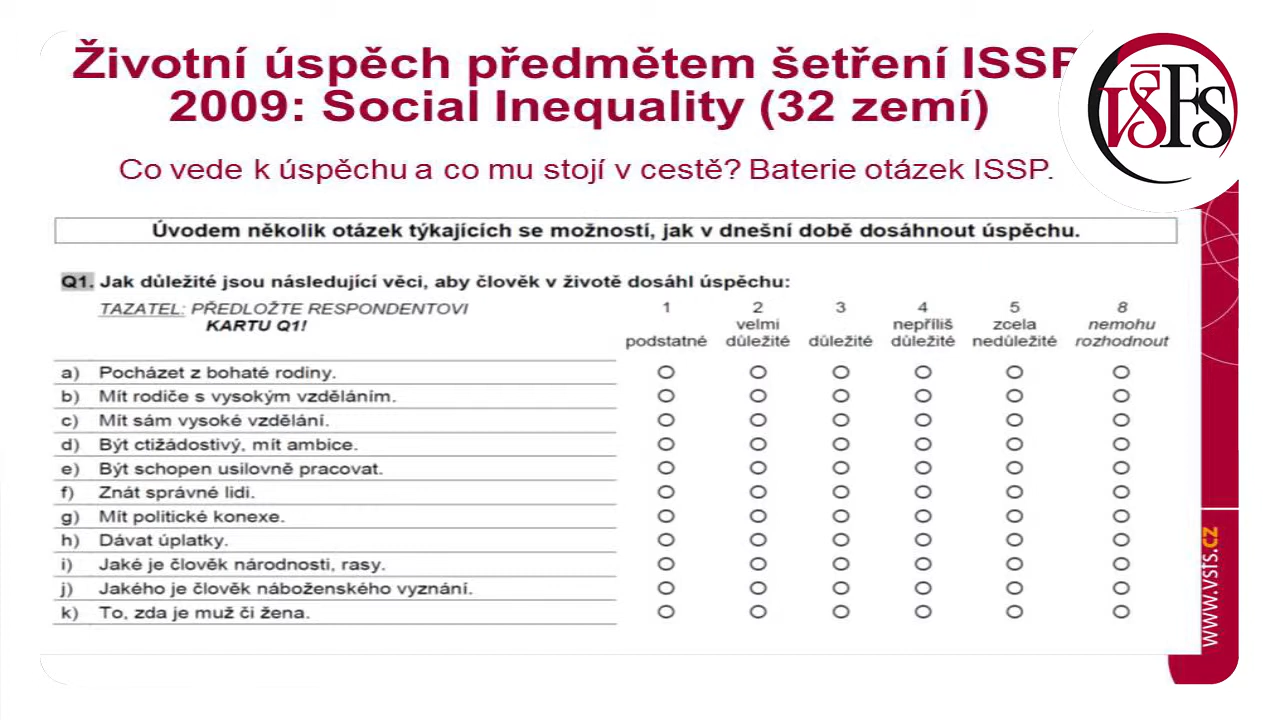 Životní úspěch předmětem šetření ISSP
2009: Social Inequality (32 zemí)
VŠFS
Co vede k úspěchu a co mu stojí v cestě? Baterie otázek ISSP.
Úvodem několik otázek týkajících se možností, jak v dnešní době dosáhnout úspěchu.
Q1. Jak důležité jsou následující věci, aby člověk v životě dosáhl úspěchu:
TAZATEL: PŘEDLOŽTE RESPONDENTOVI
KARTU Q1!
1 2 3 4 5 8
velmi nepříliš zcela nemohu
podstatné důležité důležité důležité nedůležité rozhodnout
a) Pocházet z bohaté rodiny.
b) Mít rodiče s vysokým vzděláním.
c) Mít sám vysoké vzdělání.
d) Být ctižádostivý, mít ambice.
e) Být schopen usilovně pracovat.
f) Znát správné lidi.
g) Mít politické konexe.
h) Dávat úplatky.
i) Jaké je člověk národnosti, rasy.
j) Jakého je člověk náboženského vyznání.
k) To, zda je muž či žena.
www.vsfs.cz